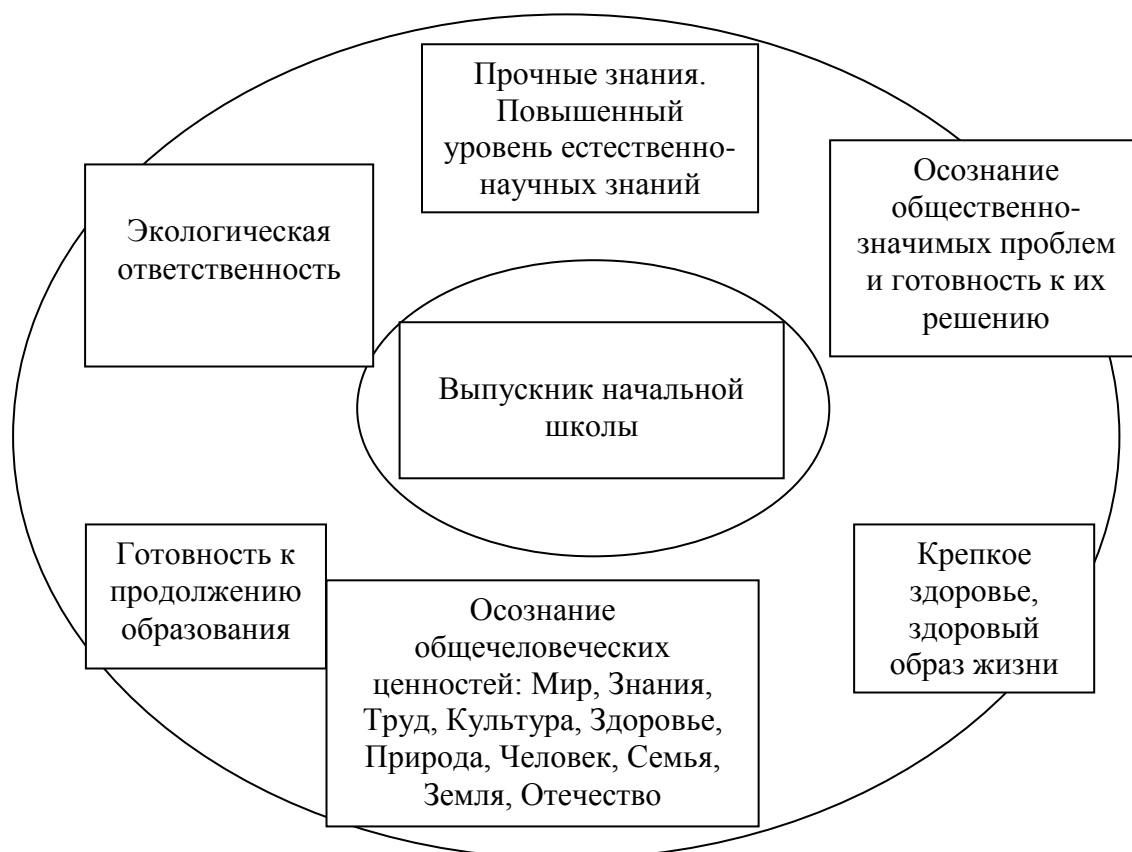 Прочные знания.
Повышенный
уровень естественно-
научных знаний
Экологическая
ответственность
Осознание
общественно-
значимых проблем
и готовность к их
решению
Выпускник начальной
школы
Готовность к
продолжению
образования
Осознание
общечеловеческих
ценностей: Мир, Знания,
Труд, Культура, Здоровье,
Природа, Человек, Семья,
Земля, Отечество
Крепкое
здоровье,
здоровый
образ жизни